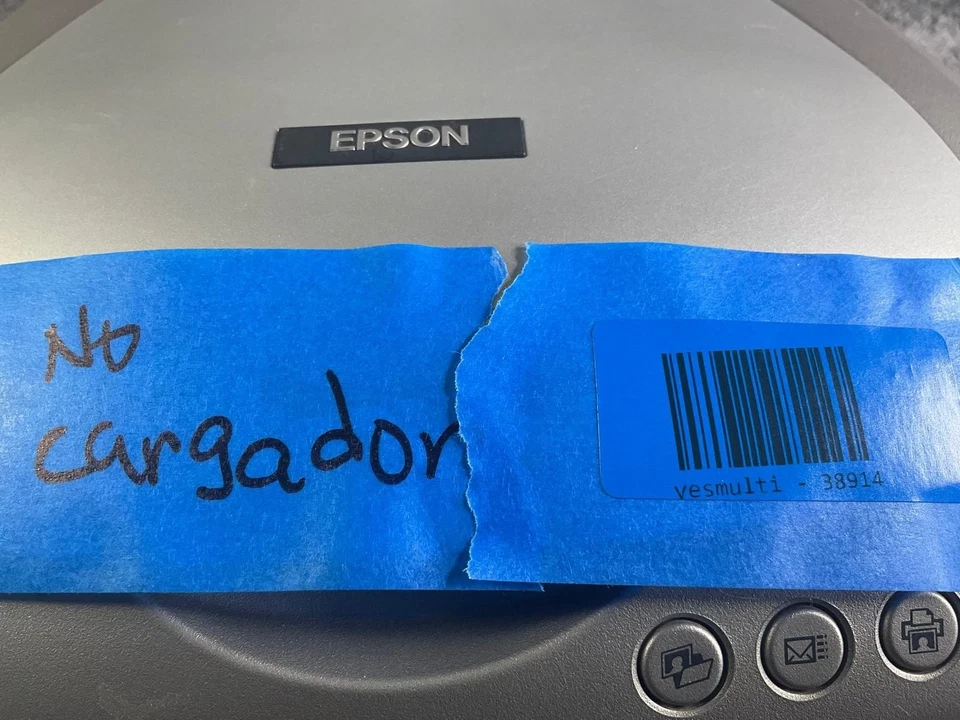 EPSON
No
cargador
vesmulti - 38914